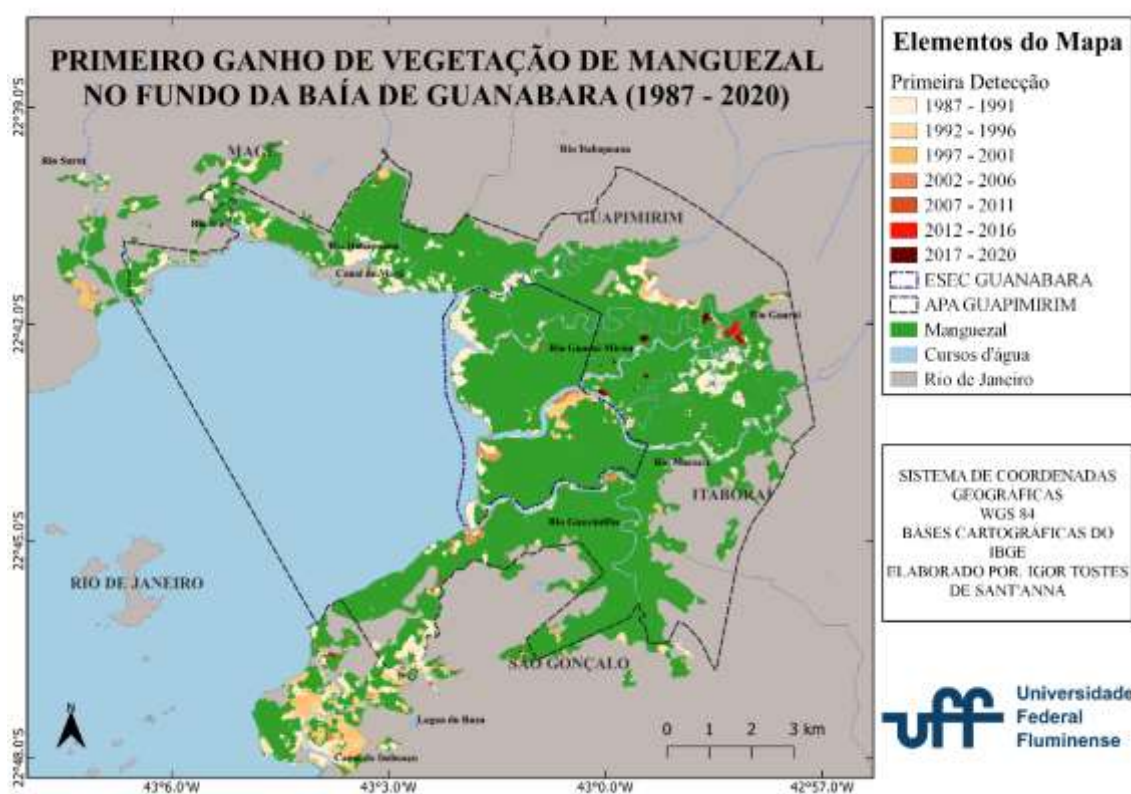 PRIMEIRO GANHO DE VEGETAÇÃO DE MANGUEZAL
NO FUNDO DA BAÍA DE GUANABARA (1987 - 2020)
22°39.0'S
22°42.0'S
22°45.0'S
22°48.0'S
43°6.0'W
43°3.0'W
43°0.0'W
42°57.0'W
Rio Suruí
MAGÉ
GUAPIMIRIM
Canal de Magé
Rio Guapi-Mirim
Rio Macacu
ITABORAÍ
RIO DE JANEIRO
SÃO GONÇALO
N
0 1 2 3 km
Elementos do Mapa
Primeira Detecção
1987 - 1991
1992 - 1996
1997 - 2001
2002 - 2006
2007 - 2011
2012 - 2016
2017 - 2020
ESEC GUANABARA
APA GUAPIMIRIM
Manguezal
Cursos d'água
Rio de Janeiro
SISTEMA DE COORDENADAS
GEOGRÁFICAS
WGS 84
BASES CARTOGRÁFICAS DO
IBGE
ELABORADO POR: IGOR TOSTES
DE SANT'ANNA
uff
Universidade
Federal
Fluminense